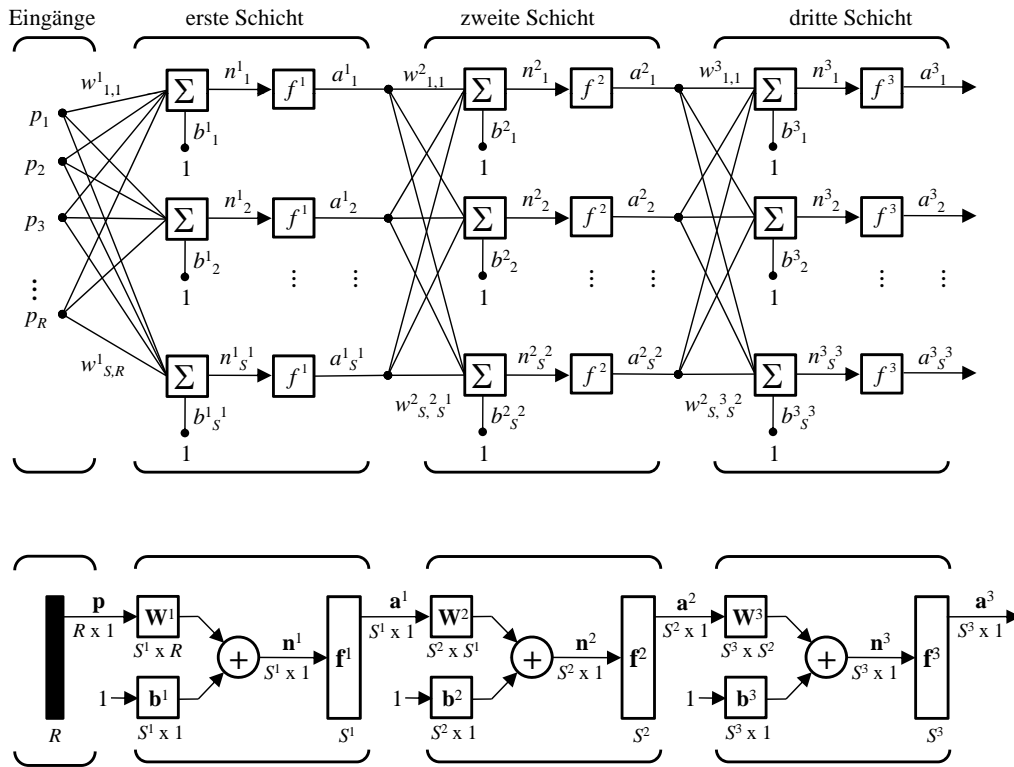 Eingänge erste Schicht zweite Schicht dritte Schicht
w¹1,1 n¹1 a¹1 w²1,1 n²1 a²1 w³1,1 n³1 a³1
Σ f¹ Σ f² Σ f³
p1 b¹1 b²1 b³1
p2 1 1 1
n¹2 a¹2 n²2 a²2 n³2 a³2
p3 Σ f¹ Σ f² Σ f³
b¹2 b²2 b³2
⋮ 1 ⋮ ⋮ 1 ⋮ ⋮ 1 ⋮ ⋮
pR
w¹S,R n¹S¹ a¹S¹ n²S² a²S² n³S³ a³S³
Σ f¹ Σ f² Σ f³
b¹S¹ w²S²,S¹ b²S² w²S³,S² b³S³
1 1 1
p a¹ a² a³
W¹ W² W³
R x 1 S¹ x 1 S² x 1 S³ x 1
S¹ x R S² x S¹ S³ x S²
n¹ n² n³
+ f¹ + f² + f³
S¹ x 1 S² x 1 S³ x 1
1 b¹ 1 b² 1 b³
R S¹ x 1 S¹ S² x 1 S² S³ x 1 S³